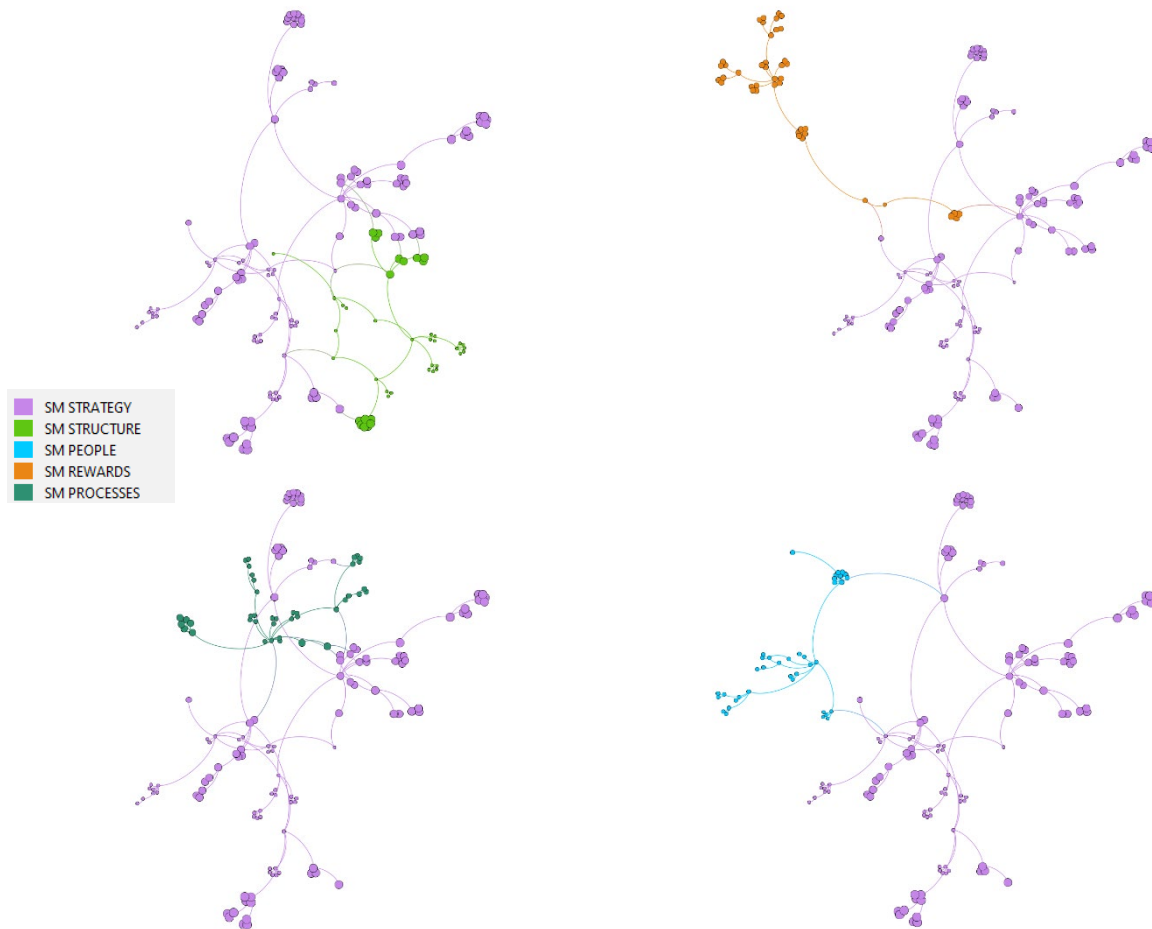 SM STRATEGY
SM STRUCTURE
SM PEOPLE
SM REWARDS
SM PROCESSES